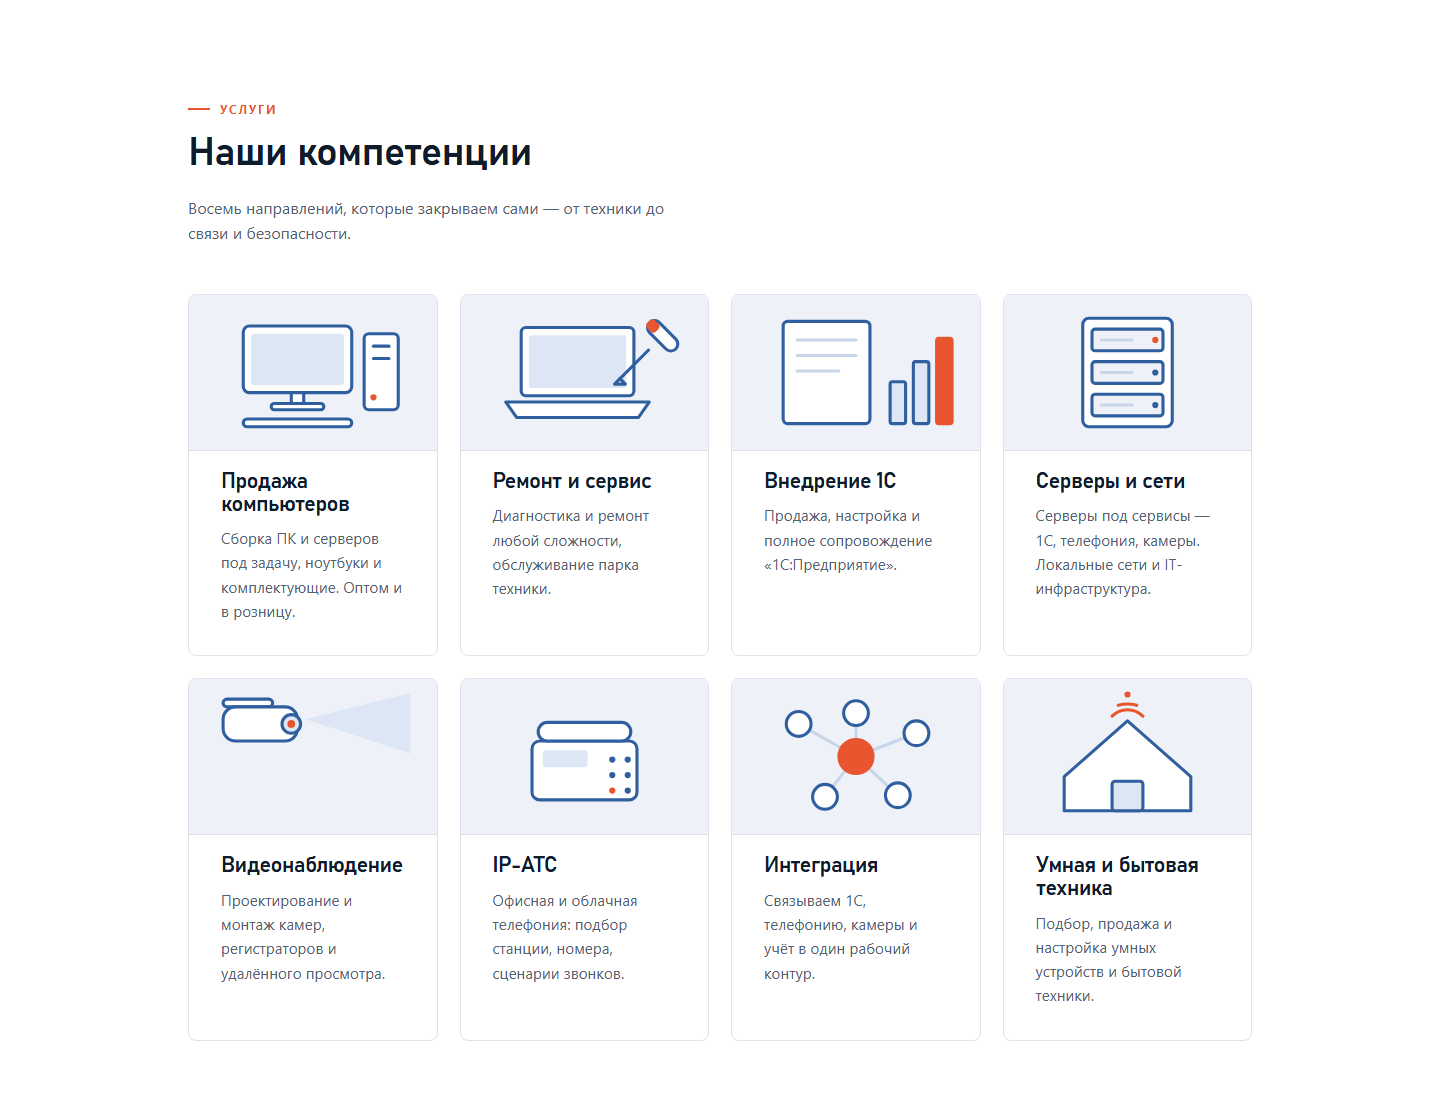 УСЛУГИ
Наши компетенции
Восемь направлений, которые закрываем сами — от техники до
связи и безопасности.
Продажа
компьютеров
Сборка ПК и серверов
под задачу, ноутбуки и
комплектующие. Оптом и
в розницу.
Ремонт и сервис
Диагностика и ремонт
любой сложности,
обслуживание парка
техники.
Внедрение 1С
Продажа, настройка и
полное сопровождение
«1С:Предприятие».
Серверы и сети
Серверы под сервисы —
1С, телефония, камеры.
Локальные сети и IT-
инфраструктура.
Видеонаблюдение
Проектирование и
монтаж камер,
регистраторов и
удалённого просмотра.
IP-АТС
Офисная и облачная
телефония: подбор
станции, номера,
сценарии звонков.
Интеграция
Связываем 1С,
телефонию, камеры и
учёт в один рабочий
контур.
Умная и бытовая
техника
Подбор, продажа и
настройка умных
устройств и бытовой
техники.